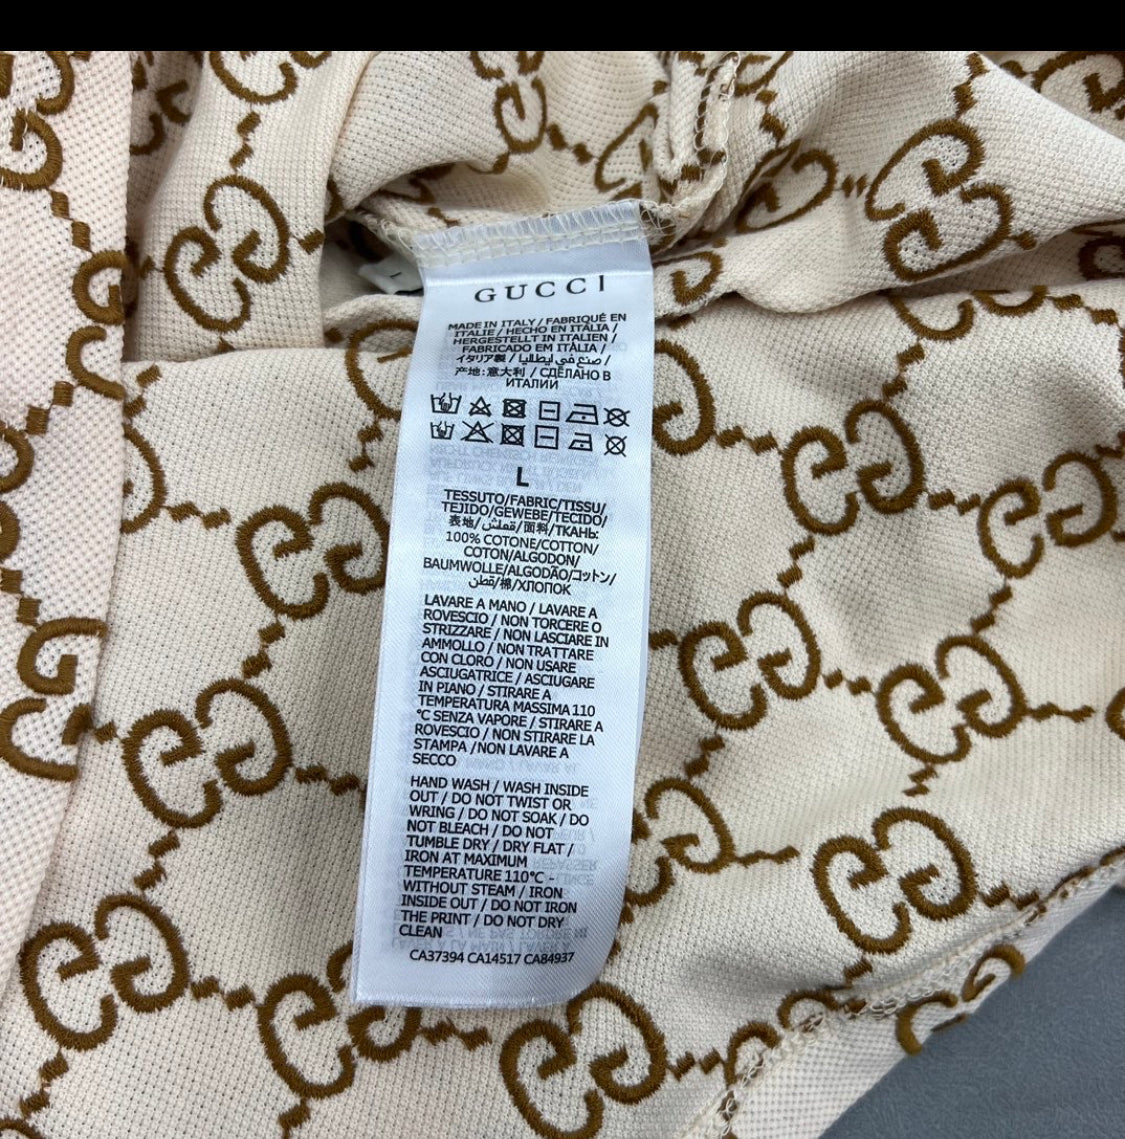 GUCCI
MADE IN ITALY / FABRIQUÉ EN
ITALIE / HECHO EN ITALIA /
HERGESTELLT IN ITALIEN /
FABRICADO EM ITÁLIA /
イタリア製 / صنع في ايطاليا /
产地:意大利 / СДЕЛАНО В
ИТАЛИИ
L
TESSUTO/FABRIC/TISSU/
TEJIDO/GEWEBE/TECIDO/
表地/قماش/面料/ТКАНЬ:
100% COTONE/COTTON/
COTON/ALGODON/
BAUMWOLLE/ALGODÃO/コットン/
قطن/棉/ХЛОПОК
LAVARE A MANO / LAVARE A
ROVESCIO / NON TORCERE O
STRIZZARE / NON LASCIARE IN
AMMOLLO / NON TRATTARE
CON CLORO / NON USARE
ASCIUGATRICE / ASCIUGARE
IN PIANO / STIRARE A
TEMPERATURA MASSIMA 110
°C SENZA VAPORE / STIRARE A
ROVESCIO / NON STIRARE LA
STAMPA /NON LAVARE A
SECCO
HAND WASH / WASH INSIDE
OUT / DO NOT TWIST OR
WRING / DO NOT SOAK / DO
NOT BLEACH / DO NOT
TUMBLE DRY / DRY FLAT /
IRON AT MAXIMUM
TEMPERATURE 110°C -
WITHOUT STEAM / IRON
INSIDE OUT / DO NOT IRON
THE PRINT / DO NOT DRY
CLEAN
CA37394 CA14517 CA84937